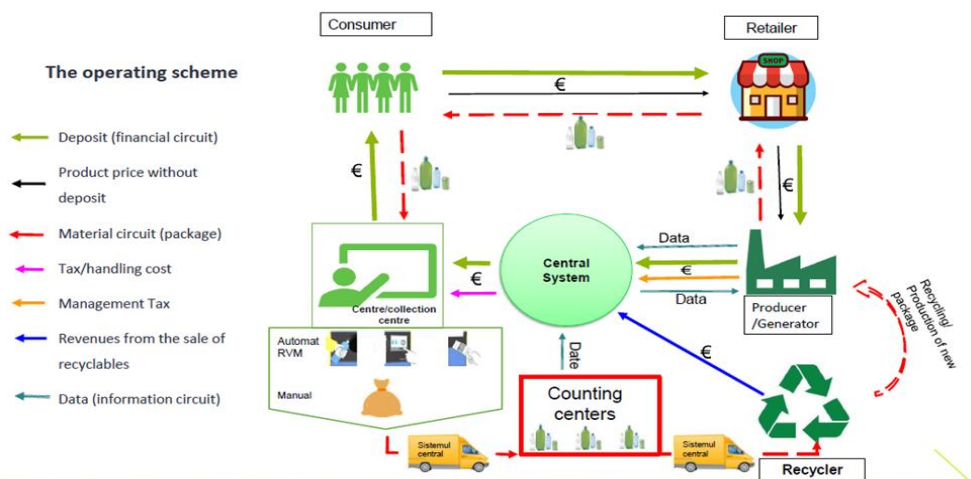 Consumer
Retailer
The operating scheme
SHOP
Deposit (financial circuit)
€
Product price without
deposit
€
€
€
Material circuit (package)
Data
Tax/handling cost
Central
System
€
€
Management Tax
Data
Centre/collection
centre
Producer
/Generator
Recycling/
Production of new
package
Revenues from the sale of
recyclables
Automat
RVM
Date
€
Data (information circuit)
Manual
Counting
centers
Sistemul
central
Sistemul
central
Recycler